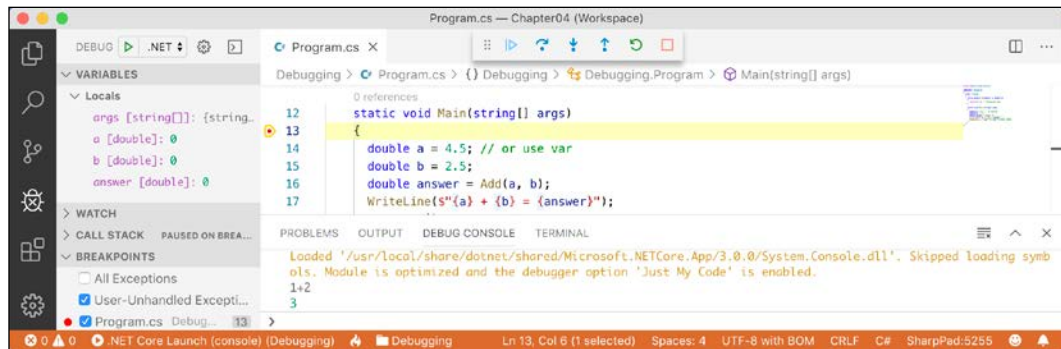 Program.cs — Chapter04 (Workspace)
DEBUG .NET
Program.cs
Debugging > Program.cs > {} Debugging > Debugging.Program > Main(string[] args)
VARIABLES
Locals
args [string[]]: {string...
a [double]: 0
b [double]: 0
answer [double]: 0
WATCH
CALL STACK PAUSED ON BREA...
BREAKPOINTS
All Exceptions
User-Unhandled Excepti...
Program.cs Debug... 13
0 references
12 static void Main(string[] args)
13 {
14 double a = 4.5; // or use var
15 double b = 2.5;
16 double answer = Add(a, b);
17 WriteLine($"{a} + {b} = {answer}");
PROBLEMS OUTPUT DEBUG CONSOLE TERMINAL
Loaded '/usr/local/share/dotnet/shared/Microsoft.NETCore.App/3.0.0/System.Console.dll'. Skipped loading symb
ols. Module is optimized and the debugger option 'Just My Code' is enabled.
1+2
3
>
0 0 .NET Core Launch (console) (Debugging) Debugging Ln 13, Col 6 (1 selected) Spaces: 4 UTF-8 with BOM CRLF C# SharpPad:5255